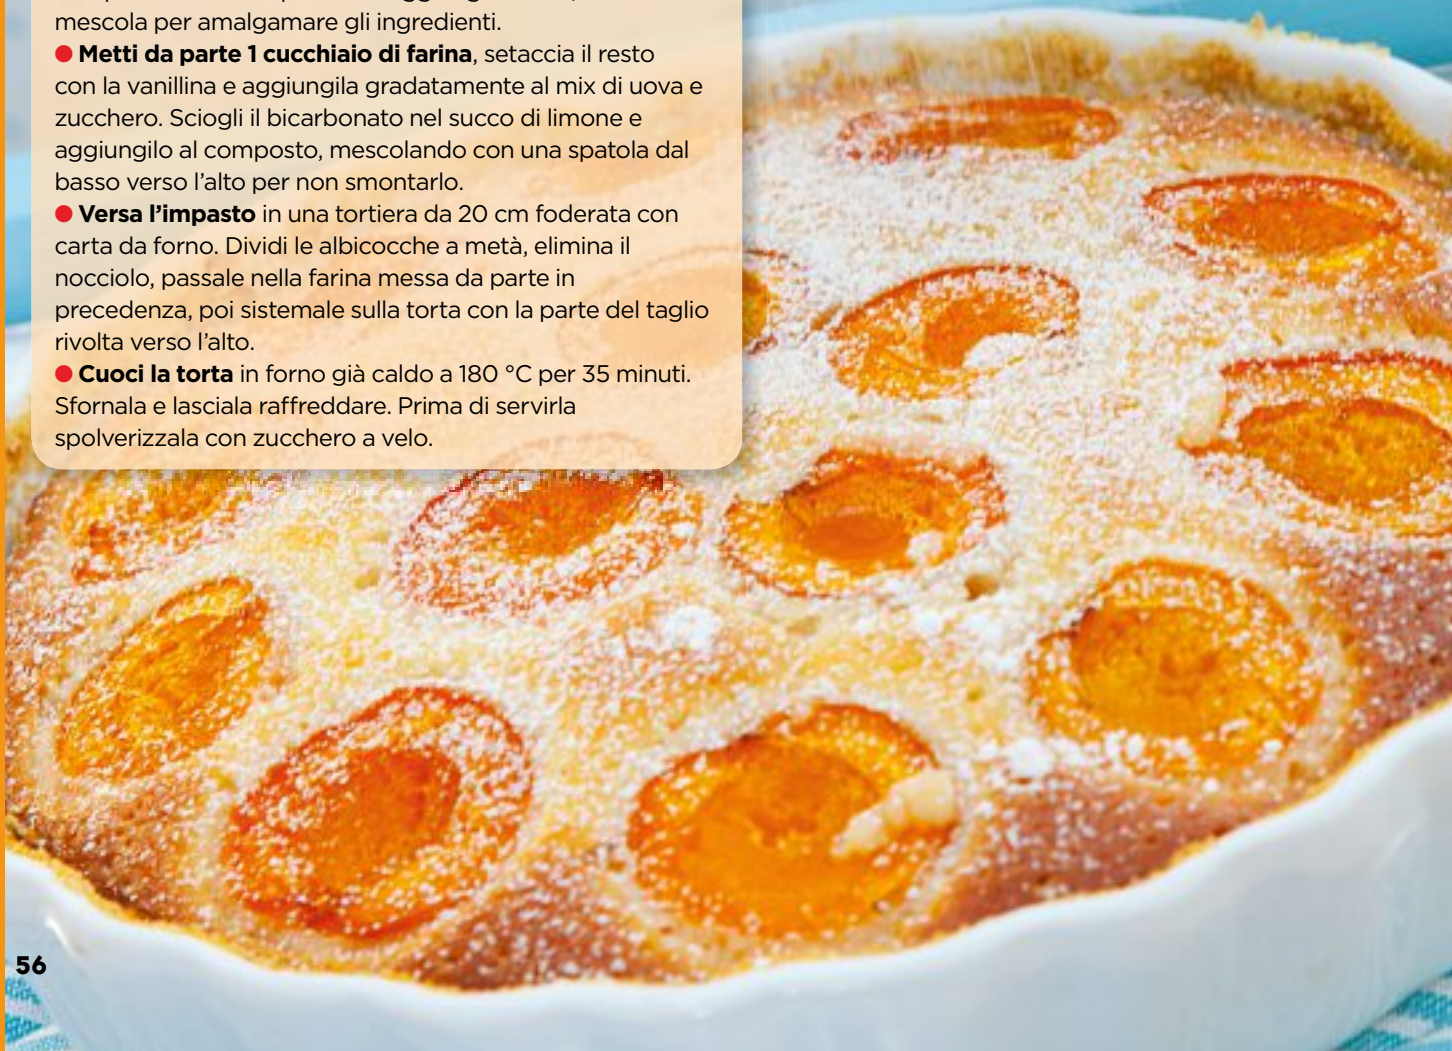 mescola per amalgamare gli ingredienti.
● Metti da parte 1 cucchiaio di farina, setaccia il resto
con la vanillina e aggiungila gradatamente al mix di uova e
zucchero. Sciogli il bicarbonato nel succo di limone e
aggiungilo al composto, mescolando con una spatola dal
basso verso l’alto per non smontarlo.
● Versa l’impasto in una tortiera da 20 cm foderata con
carta da forno. Dividi le albicocche a metà, elimina il
nocciolo, passale nella farina messa da parte in
precedenza, poi sistemale sulla torta con la parte del taglio
rivolta verso l’alto.
● Cuoci la torta in forno già caldo a 180 °C per 35 minuti.
Sfornala e lasciala raffreddare. Prima di servirla
spolverizzala con zucchero a velo.
56